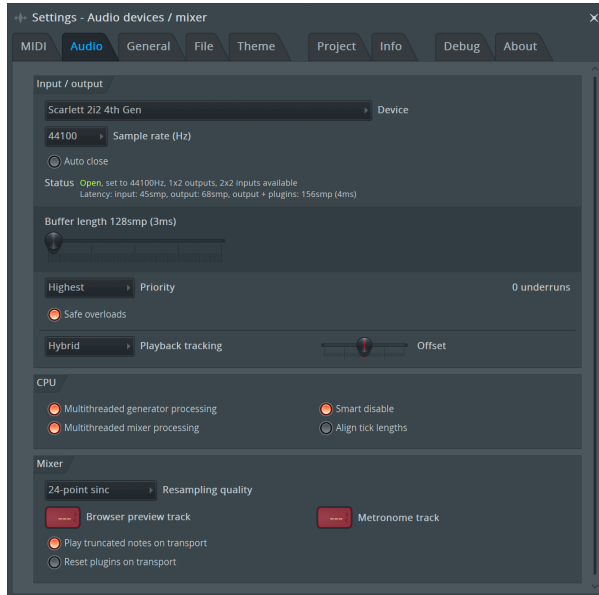 Settings - Audio devices / mixer
MIDI Audio General File Theme Project Info Debug About
Input / output
Scarlett 2i2 4th Gen Device
44100 Sample rate (Hz)
Auto close
Status Open, set to 44100Hz, 1x2 outputs, 2x2 inputs available
Latency: input: 45smp, output: 68smp, output + plugins: 156smp (4ms)
Buffer length 128smp (3ms)
Highest Priority 0 underruns
Safe overloads
Hybrid Playback tracking Offset
CPU
Multithreaded generator processing Smart disable
Multithreaded mixer processing Align tick lengths
Mixer
24-point sinc Resampling quality
--- Browser preview track --- Metronome track
Play truncated notes on transport
Reset plugins on transport